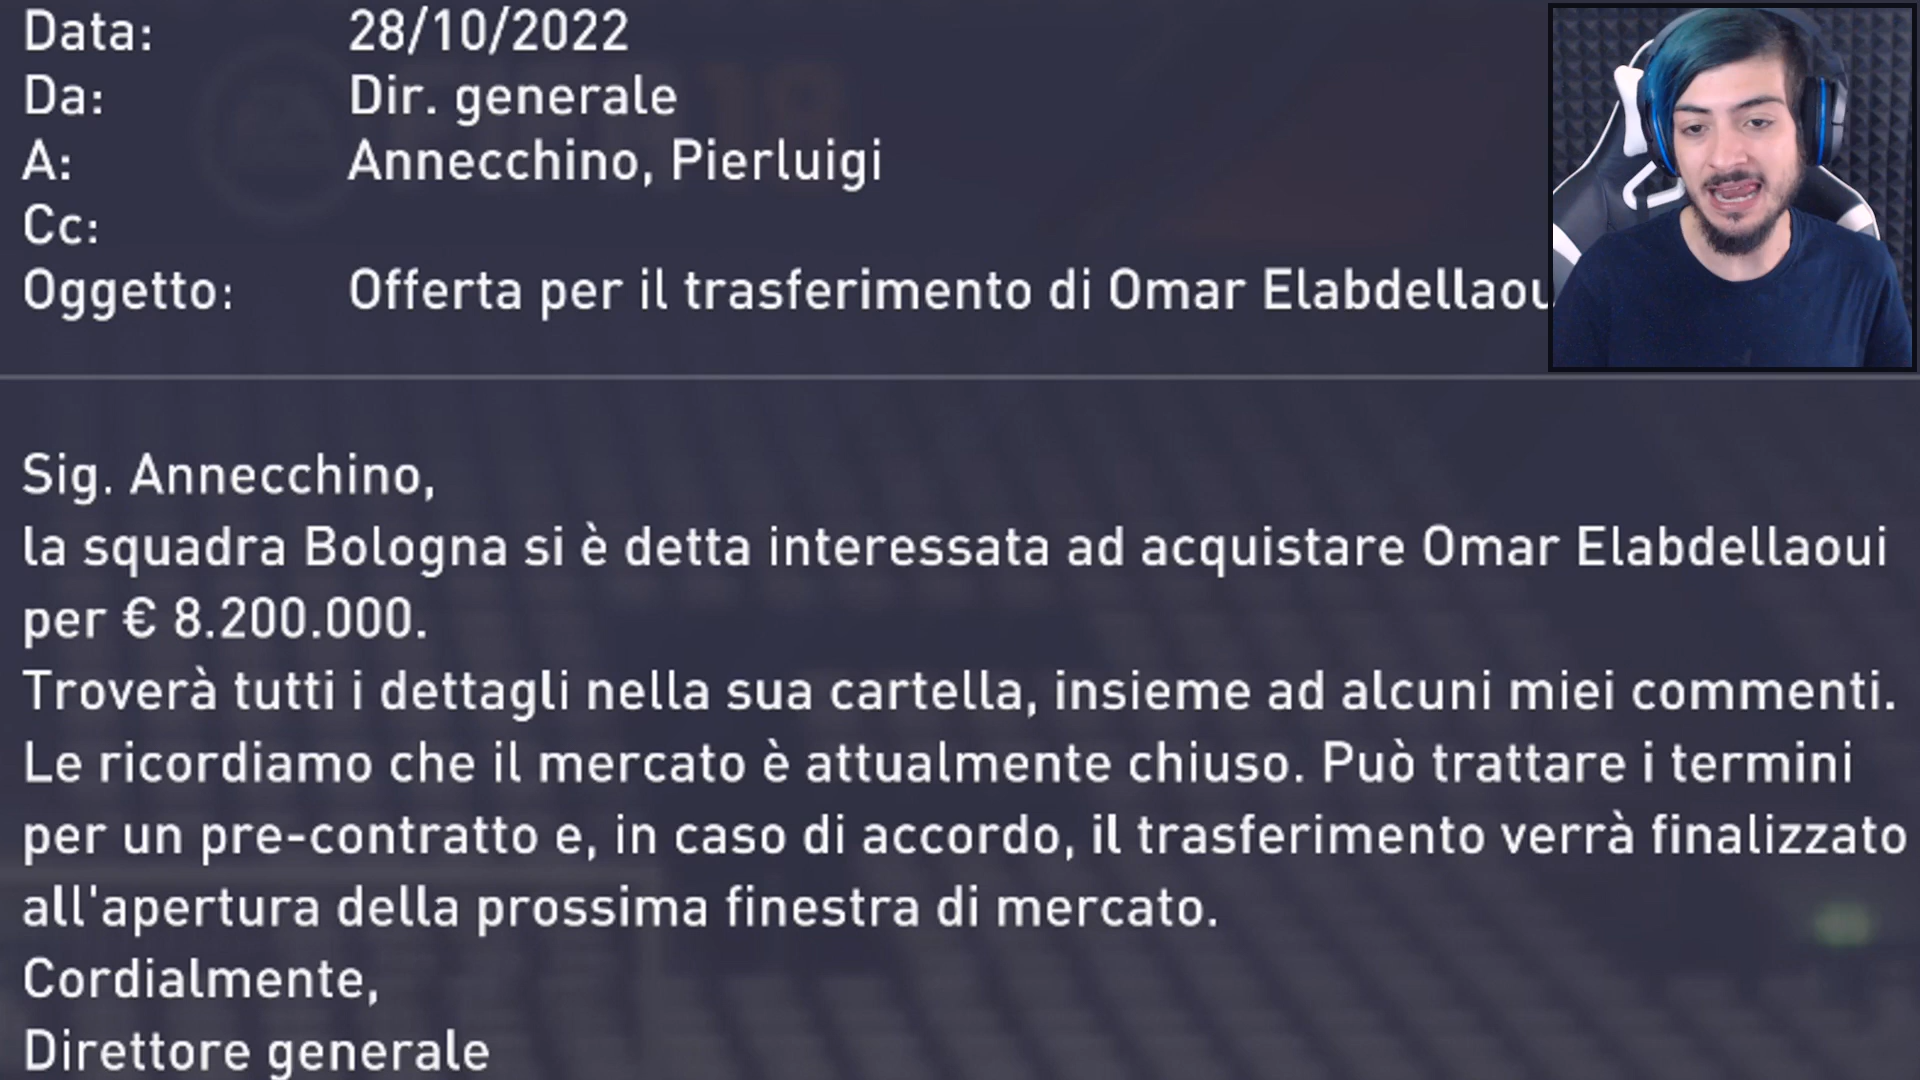 Data: 28/10/2022
Da: Dir. generale
A: Annecchino, Pierluigi
Cc:
Oggetto: Offerta per il trasferimento di Omar Elabdellaou
Sig. Annecchino,
la squadra Bologna si è detta interessata ad acquistare Omar Elabdellaoui
per € 8.200.000.
Troverà tutti i dettagli nella sua cartella, insieme ad alcuni miei commenti.
Le ricordiamo che il mercato è attualmente chiuso. Può trattare i termini
per un pre-contratto e, in caso di accordo, il trasferimento verrà finalizzato
all'apertura della prossima finestra di mercato.
Cordialmente,
Direttore generale